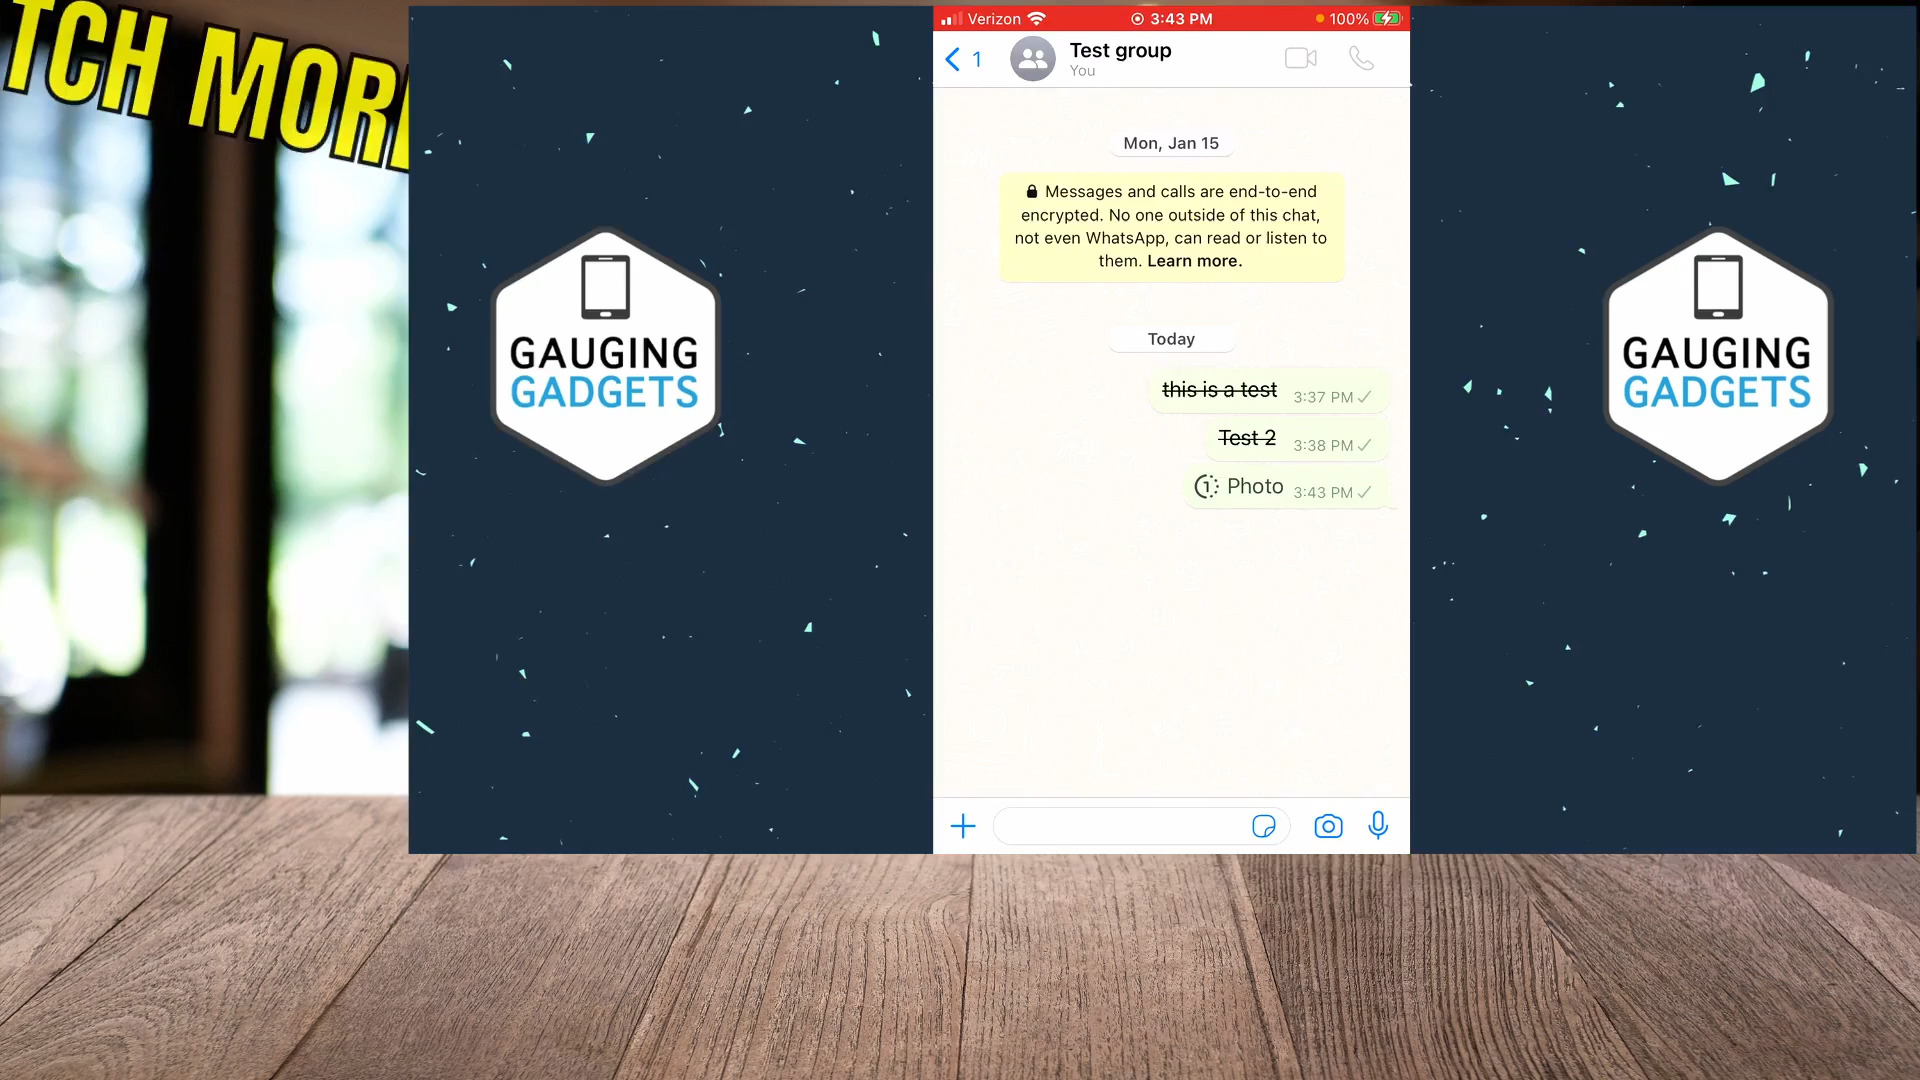 TCH MOR
Verizon 3:43 PM 100%
1 Test group
You
Mon, Jan 15
Messages and calls are end-to-end
encrypted. No one outside of this chat,
not even WhatsApp, can read or listen to
them. Learn more.
Today
this is a test 3:37 PM
Test 2 3:38 PM
1 Photo 3:43 PM
GAUGING
GADGETS
GAUGING
GADGETS